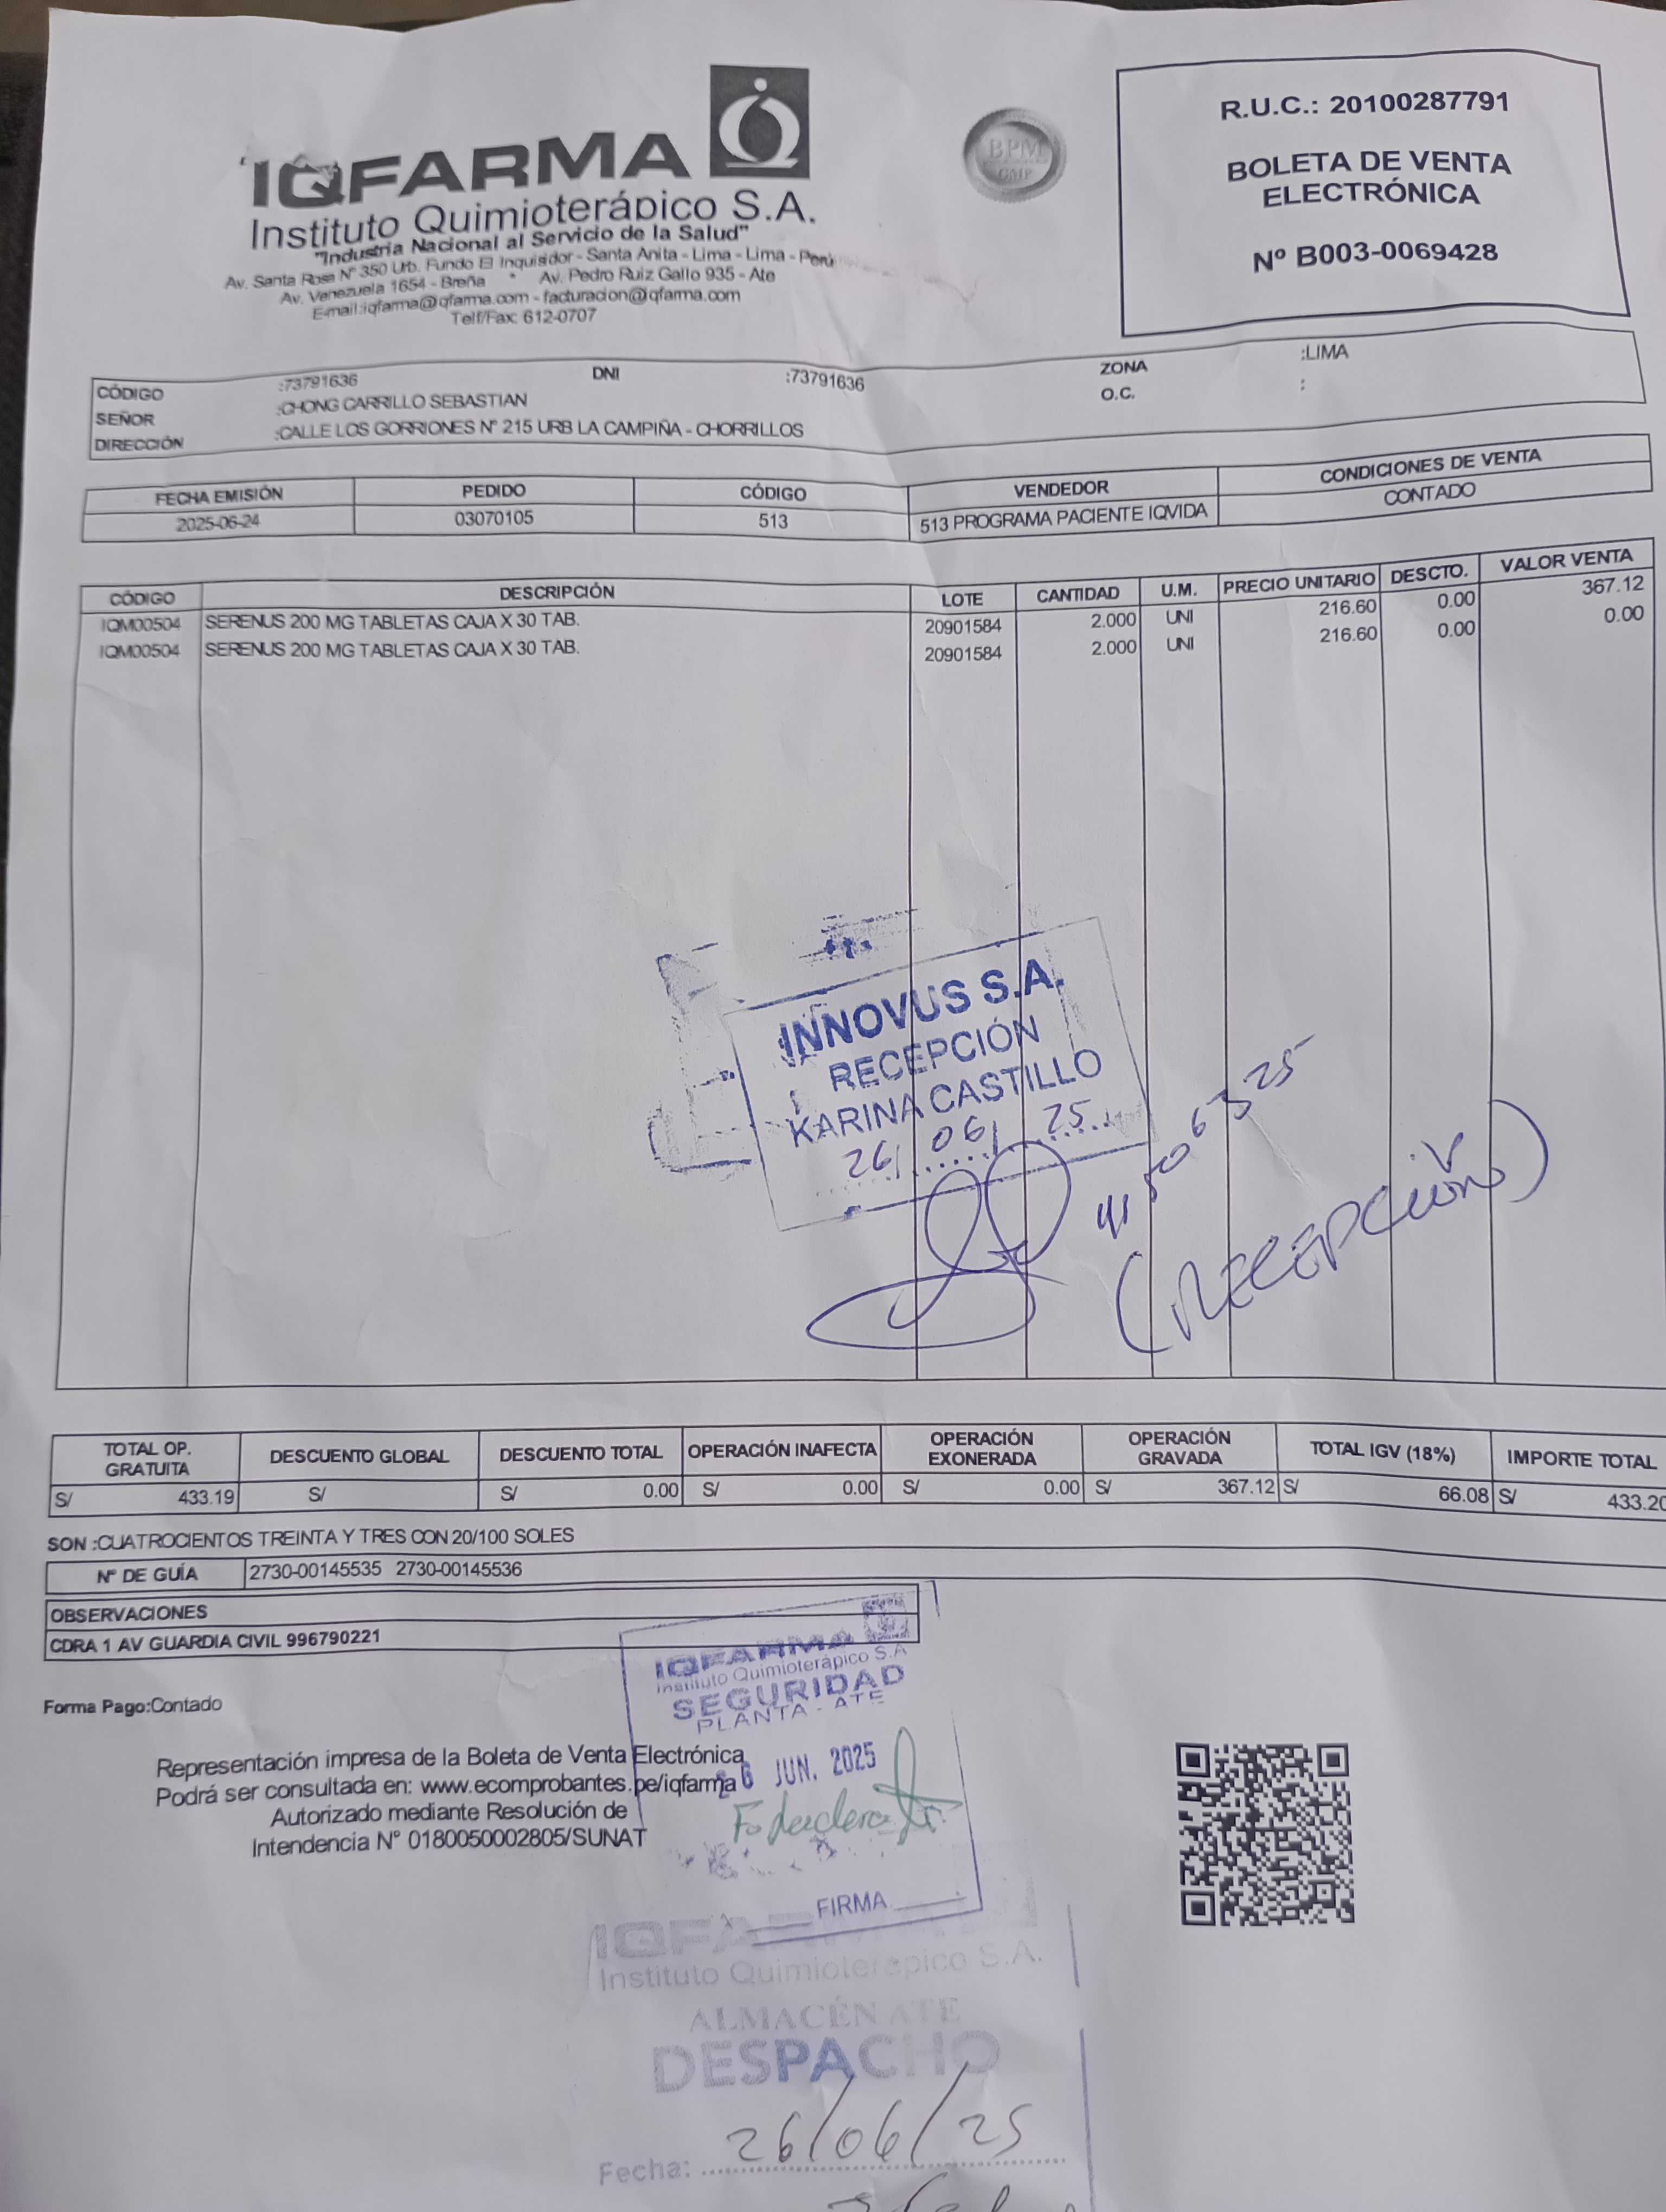 IQFARMA
Instituto Quimioterápico S.A.
"Industria Nacional al Servicio de la Salud"
Av. Santa Rosa N° 350 Urb. Fundo El Inquisidor - Santa Anita - Lima - Lima - Perú
Av. Venezuela 1654 - Breña * Av. Pedro Ruiz Gallo 935 - Ate
E-mail:iqfarma@iqfarma.com - facturacion@iqfarma.com
Telf/Fax: 612-0707
BPM
GMP
R.U.C.: 20100287791
BOLETA DE VENTA
ELECTRÓNICA
Nº B003-0069428
CÓDIGO :73791636 DNI :73791636 ZONA :LIMA
SEÑOR :CHONG CARRILLO SEBASTIAN O.C. :
DIRECCIÓN :CALLE LOS GORRIONES N° 215 URB LA CAMPIÑA - CHORRILLOS
FECHA EMISIÓN PEDIDO CÓDIGO VENDEDOR CONDICIONES DE VENTA
2025-06-24 03070105 513 513 PROGRAMA PACIENTE IQVIDA CONTADO
CÓDIGO DESCRIPCIÓN LOTE CANTIDAD U.M. PRECIO UNITARIO DESCTO. VALOR VENTA
IQM00504 SERENUS 200 MG TABLETAS CAJA X 30 TAB. 20901584 2.000 UNI 216.60 0.00 367.12
IQM00504 SERENUS 200 MG TABLETAS CAJA X 30 TAB. 20901584 2.000 UNI 216.60 0.00 0.00
INNOVUS S.A.
RECEPCIÓN
KARINA CASTILLO
26/ 06/ 25
(RECEPCIÓN)
TOTAL OP. GRATUITA DESCUENTO GLOBAL DESCUENTO TOTAL OPERACIÓN INAFECTA OPERACIÓN EXONERADA OPERACIÓN GRAVADA TOTAL IGV (18%) IMPORTE TOTAL
S/ 433.19 S/ S/ 0.00 S/ 0.00 S/ 0.00 S/ 367.12 S/ 66.08 S/ 433.20
SON :CUATROCIENTOS TREINTA Y TRES CON 20/100 SOLES
N° DE GUÍA 2730-00145535 2730-00145536
OBSERVACIONES
CDRA 1 AV GUARDIA CIVIL 996790221
IQFARMA
Instituto Quimioterápico S.A
SEGURIDAD
PLANTA - ATE
Forma Pago:Contado
Representación impresa de la Boleta de Venta Electrónica
Podrá ser consultada en: www.ecomprobantes.pe/iqfarma
Autorizado mediante Resolución de
Intendencia N° 0180050002805/SUNAT
6 JUN. 2025
FIRMA
Instituto Quimioterápico S.A.
ALMACÉN ATE
DESPACHO
Fecha: 26/06/25